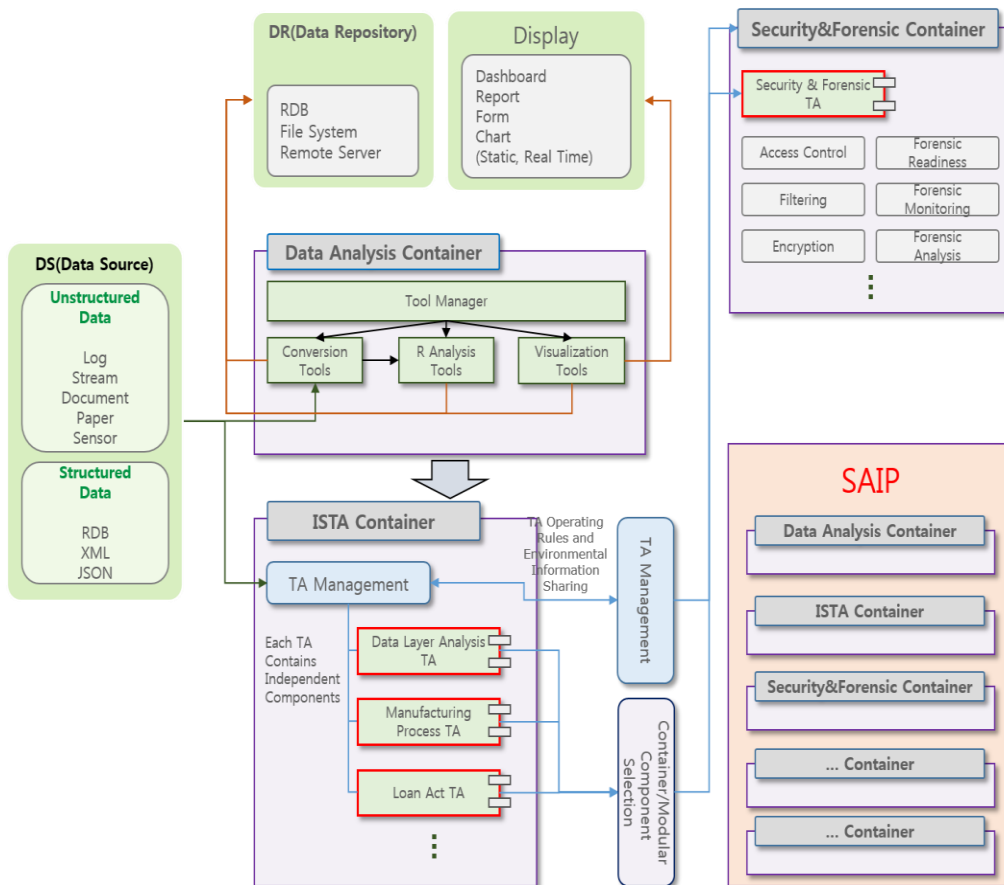 DR(Data Repository)
RDB
File System
Remote Server
Display
Dashboard
Report
Form
Chart
(Static, Real Time)
Security&Forensic Container
Security & Forensic
TA
Access Control
Forensic
Readiness
Filtering
Forensic
Monitoring
Encryption
Forensic
Analysis
DS(Data Source)
Unstructured
Data
Log
Stream
Document
Paper
Sensor
Structured
Data
RDB
XML
JSON
Data Analysis Container
Tool Manager
Conversion
Tools
R Analysis
Tools
Visualization
Tools
ISTA Container
TA Management
Each TA
Contains
Independent
Components
Data Layer Analysis
TA
Manufacturing
Process TA
Loan Act TA
TA Operating
Rules and
Environmental
Information
Sharing
TA Management
Container/Modular
Component
Selection
SAIP
Data Analysis Container
ISTA Container
Security&Forensic Container
... Container
... Container